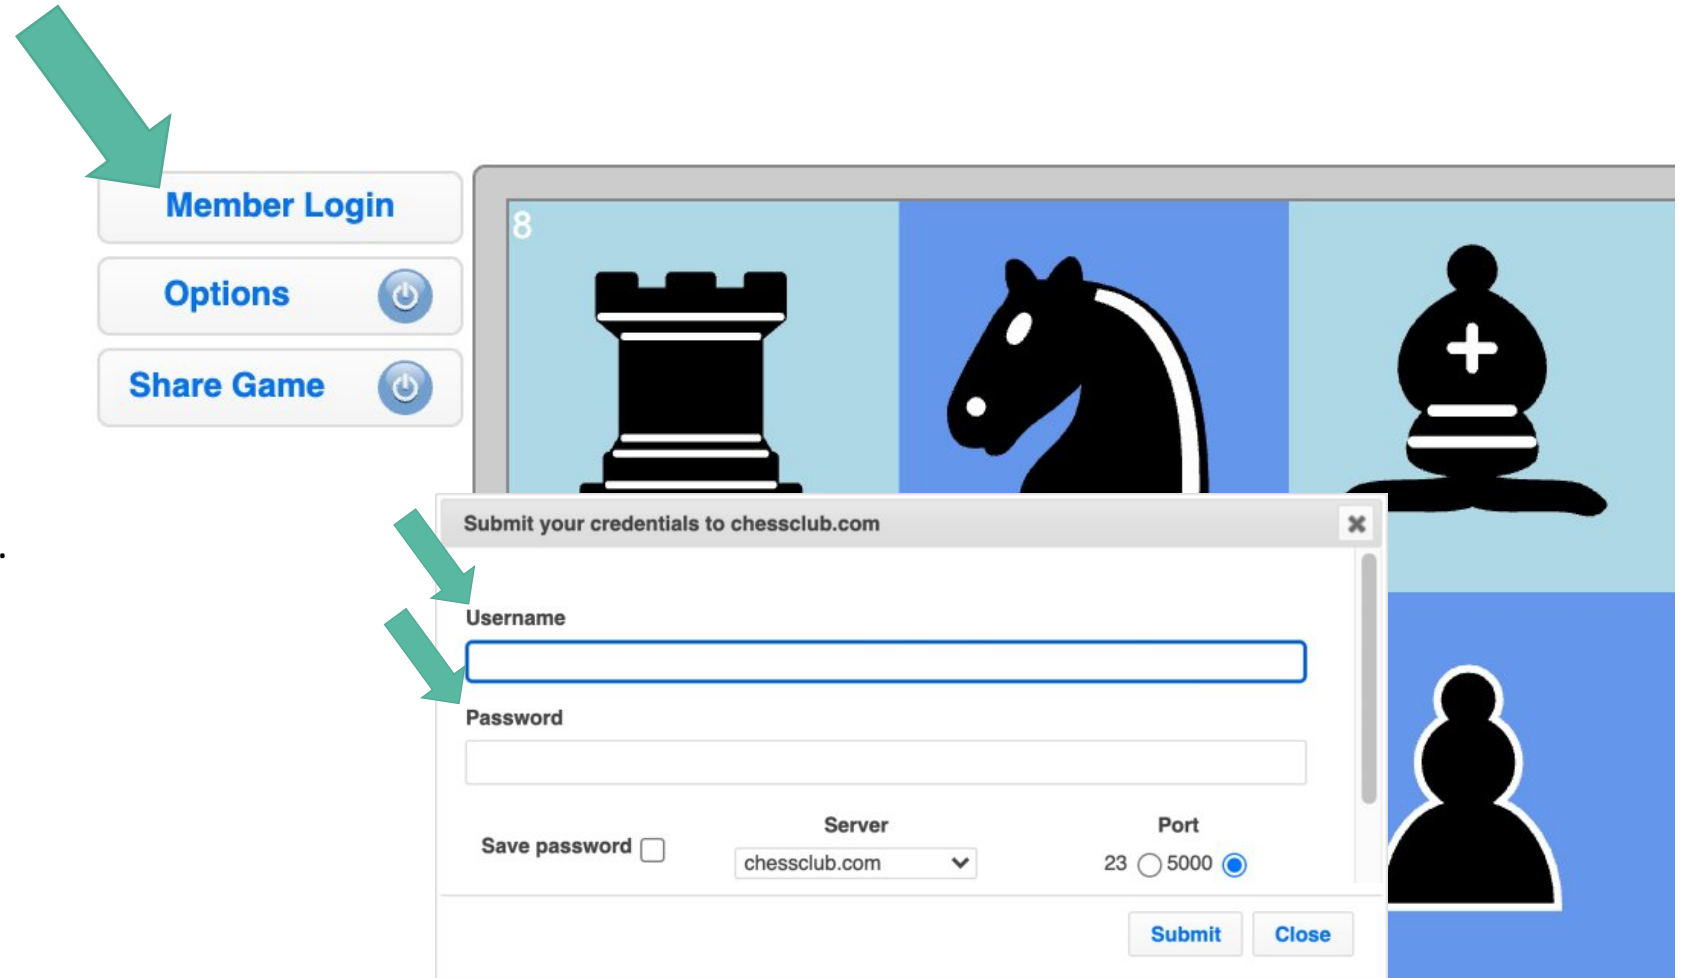 Member Login
Options
Share Game
8
.
Submit your credentials to chessclub.com
Username
Password
Save password
Server
chessclub.com
Port
23 5000
Submit Close